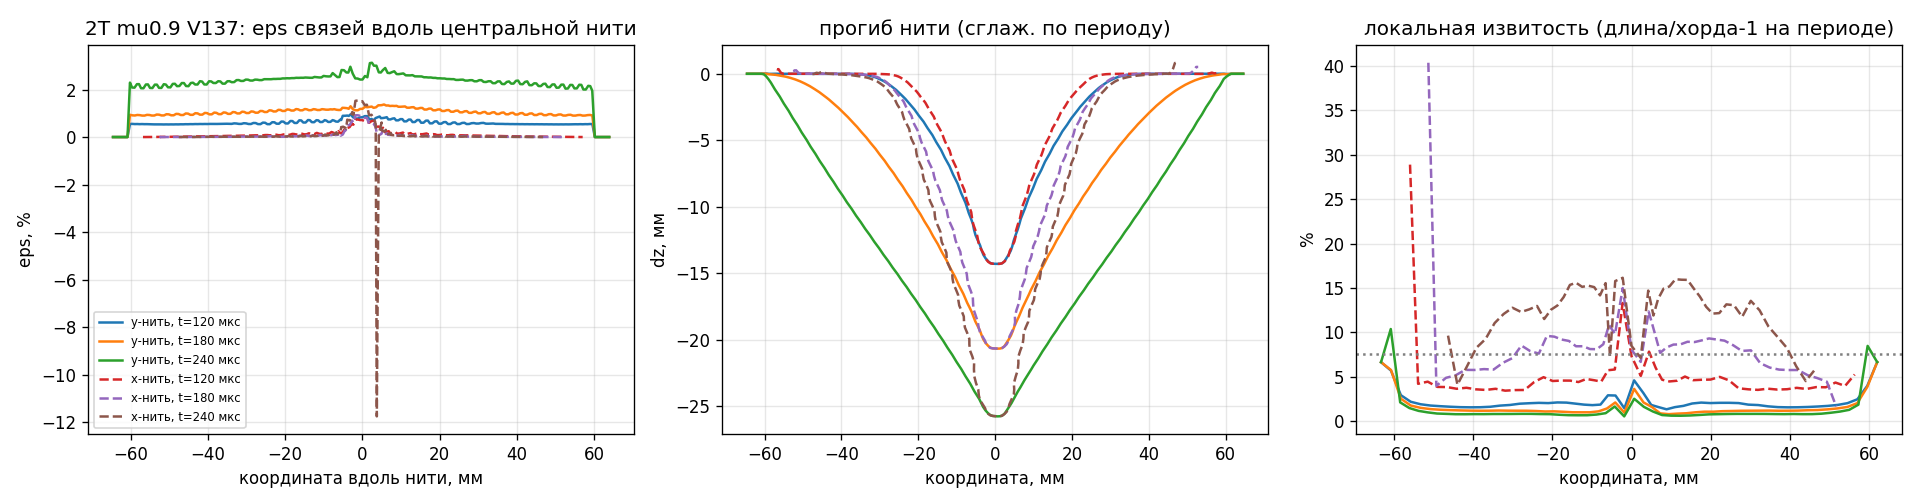 2T mu0.9 V137: eps связей вдоль центральной нити
eps, %
2
0
−2
−4
−6
−8
−10
−12
y-нить, t=120 мкс
y-нить, t=180 мкс
y-нить, t=240 мкс
x-нить, t=120 мкс
x-нить, t=180 мкс
x-нить, t=240 мкс
−60 −40 −20 0 20 40 60
координата вдоль нити, мм
прогиб нити (сглаж. по периоду)
dz, мм
0
−5
−10
−15
−20
−25
−60 −40 −20 0 20 40 60
координата, мм
локальная извитость (длина/хорда-1 на периоде)
%
40
35
30
25
20
15
10
5
0
−60 −40 −20 0 20 40 60
координата, мм